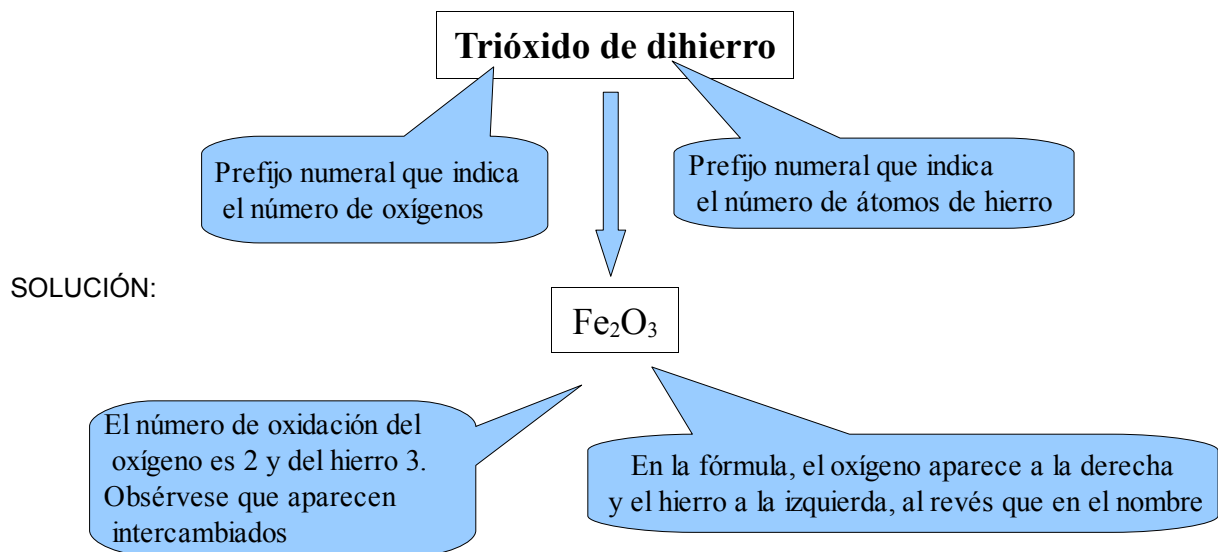 Trióxido de dihierro
Prefijo numeral que indica
el número de oxígenos
Prefijo numeral que indica
el número de átomos de hierro
SOLUCIÓN:
Fe₂O₃
El número de oxidación del
oxígeno es 2 y del hierro 3.
Obsérvese que aparecen
intercambiados
En la fórmula, el oxígeno aparece a la derecha
y el hierro a la izquierda, al revés que en el nombre